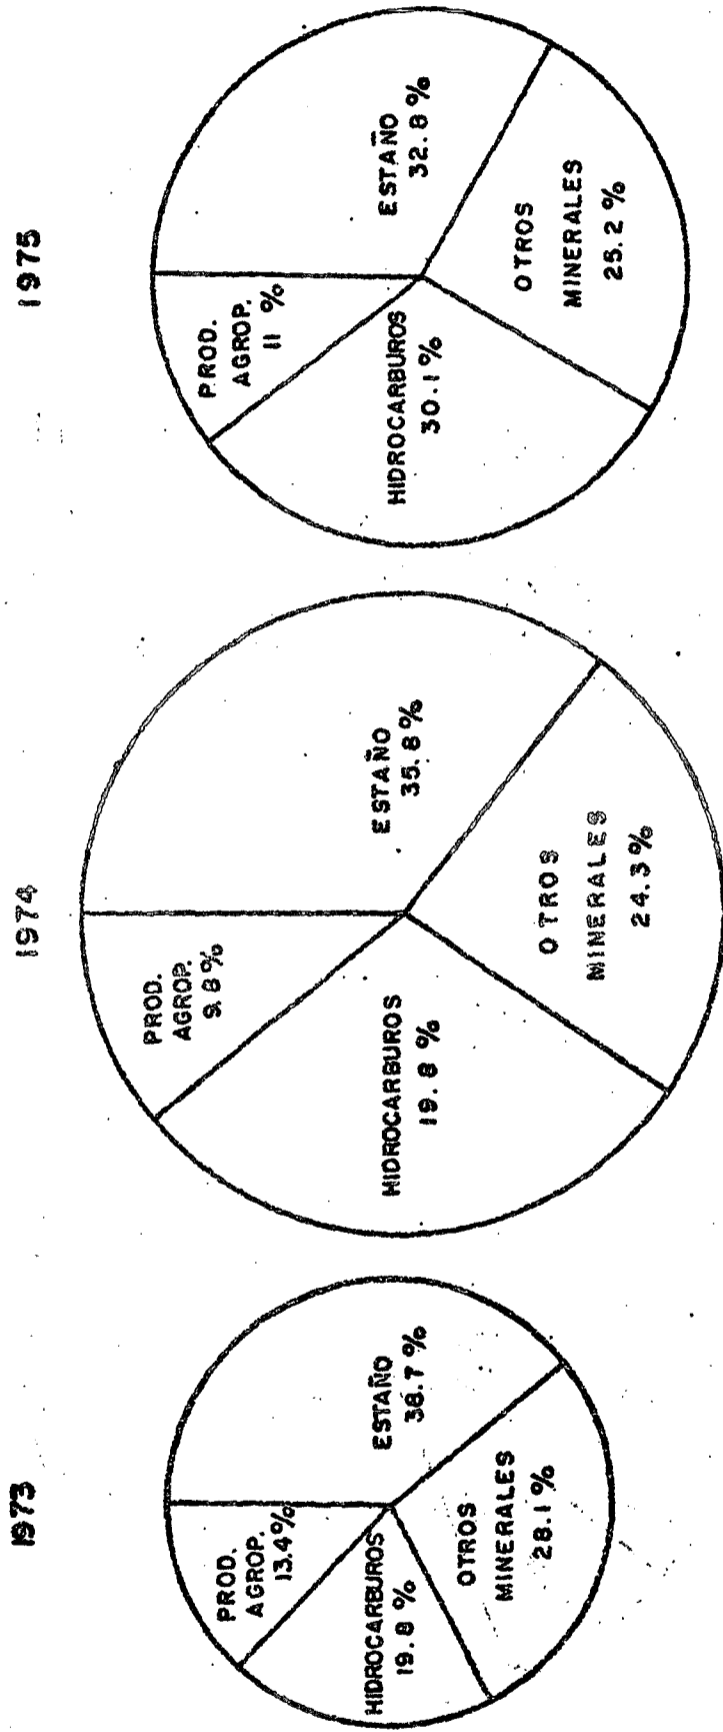 1973
PROD.
AGROP.
13.4%
ESTAÑO
38.7 %
HIDROCARBUROS
19.8 %
OTROS
MINERALES
28.1 %
1974
PROD.
AGROP.
9.8%
ESTAÑO
35.8 %
HIDROCARBUROS
19.8 %
OTROS
MINERALES
24.3 %
1975
PROD.
AGROP.
11 %
ESTAÑO
32.8 %
HIDROCARBUROS
30.1 %
OTROS
MINERALES
25.2 %